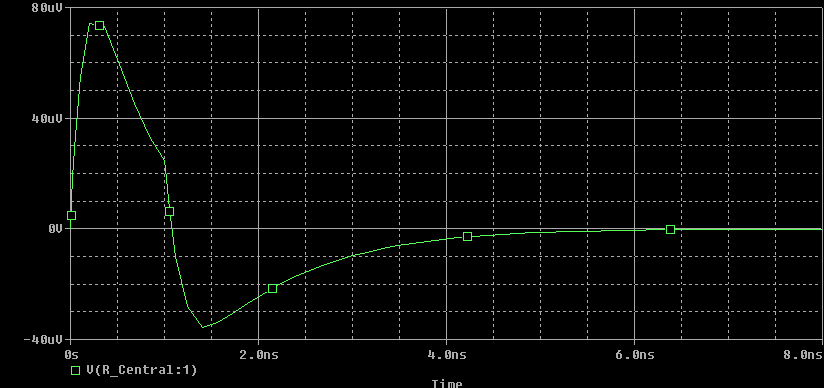 80uV
40uV
0V
-40uV
0s 2.0ns 4.0ns 6.0ns 8.0ns
V(R_Central:1)
Time